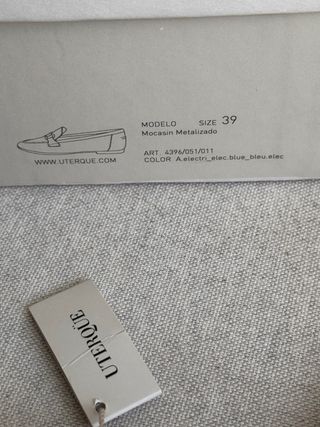 MODELO SIZE 39
Mocasin Metalizado
ART. 4396/051/011
WWW.UTERQUE.COM
COLOR A.electri_elec.blue_bleu.elec
UTERQÜE